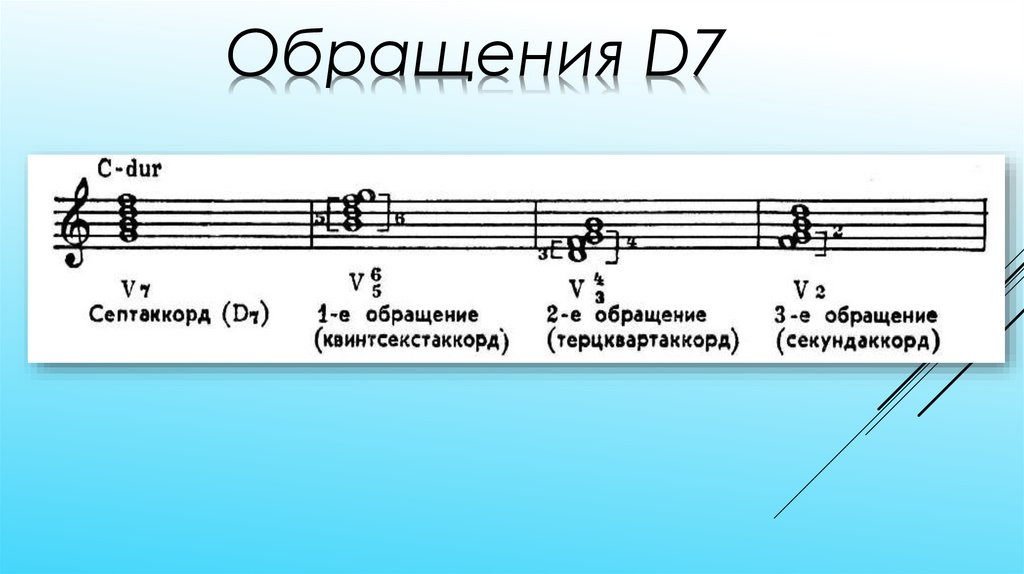 Обращения D7
C-dur
5 6 3 4 2
V 7 V 6 5 V 4 3 V 2
Септаккорд (D7) 1-е обращение 2-е обращение 3-е обращение
(квинтсекстаккорд) (терцквартаккорд) (секундаккорд)